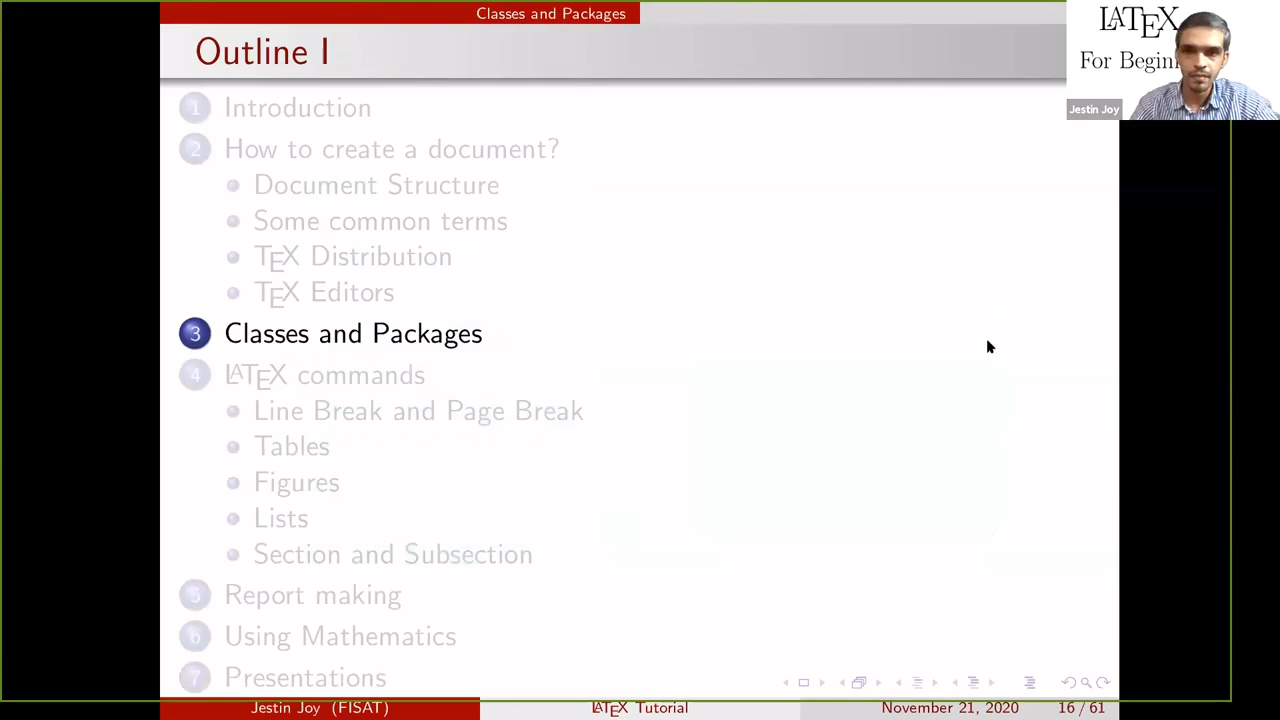 Classes and Packages
Outline I
1 Introduction
2 How to create a document?
Document Structure
Some common terms
TEX Distribution
TEX Editors
3 Classes and Packages
4 LATEX commands
Line Break and Page Break
Tables
Figures
Lists
Section and Subsection
5 Report making
6 Using Mathematics
7 Presentations
Jestin Joy (FISAT)
LATEX Tutorial
November 21, 2020
16 / 61
LATEX
For
Jestin Joy